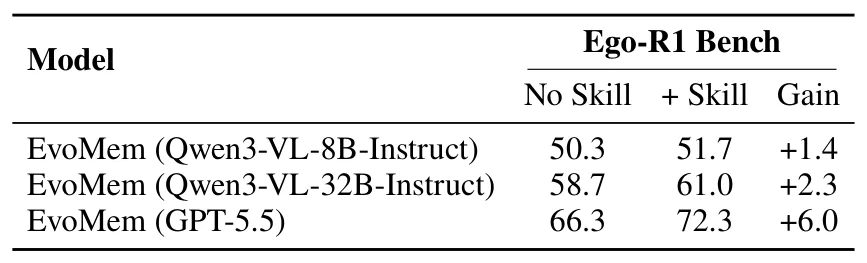 Model Ego-R1 Bench
No Skill + Skill Gain
EvoMem (Qwen3-VL-8B-Instruct) 50.3 51.7 +1.4
EvoMem (Qwen3-VL-32B-Instruct) 58.7 61.0 +2.3
EvoMem (GPT-5.5) 66.3 72.3 +6.0